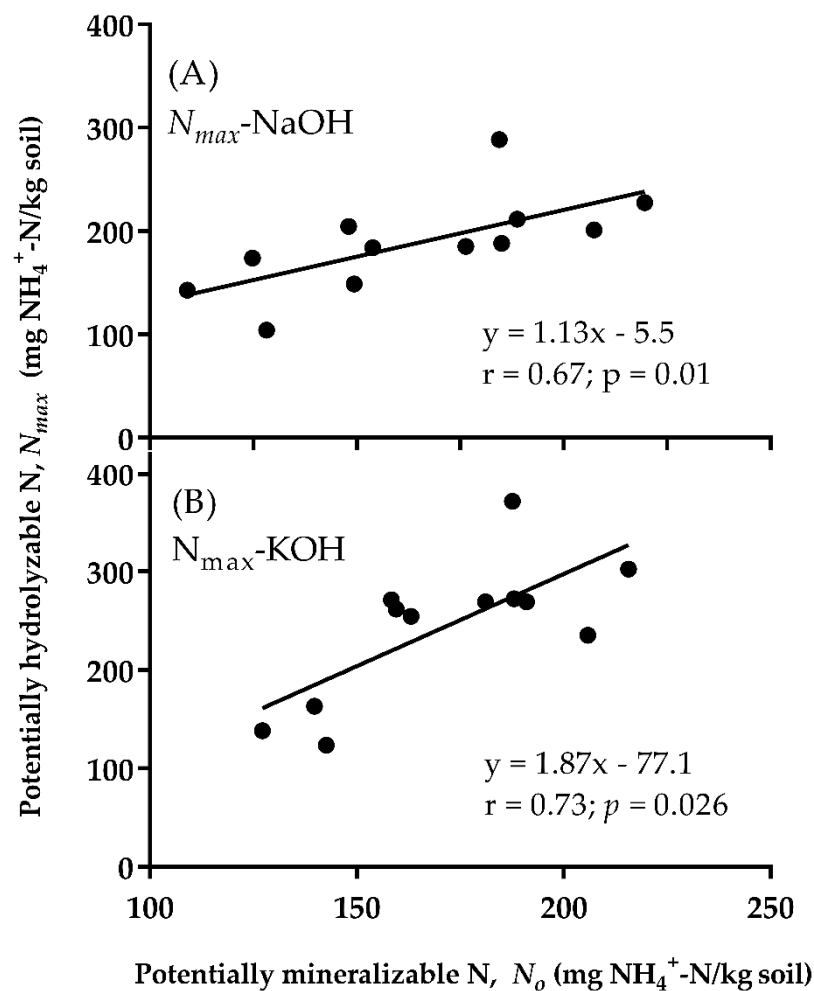 Potentially hydrolyzable N, Nmax (mg NH4+-N/kg soil)
400
(A)
Nmax-NaOH
300
200
y = 1.13x - 5.5
100
r = 0.67; p = 0.01
0
400
(B)
Nmax-KOH
300
200
y = 1.87x - 77.1
100
r = 0.73; p = 0.026
0
100 150 200 250
Potentially mineralizable N, No (mg NH4+-N/kg soil)